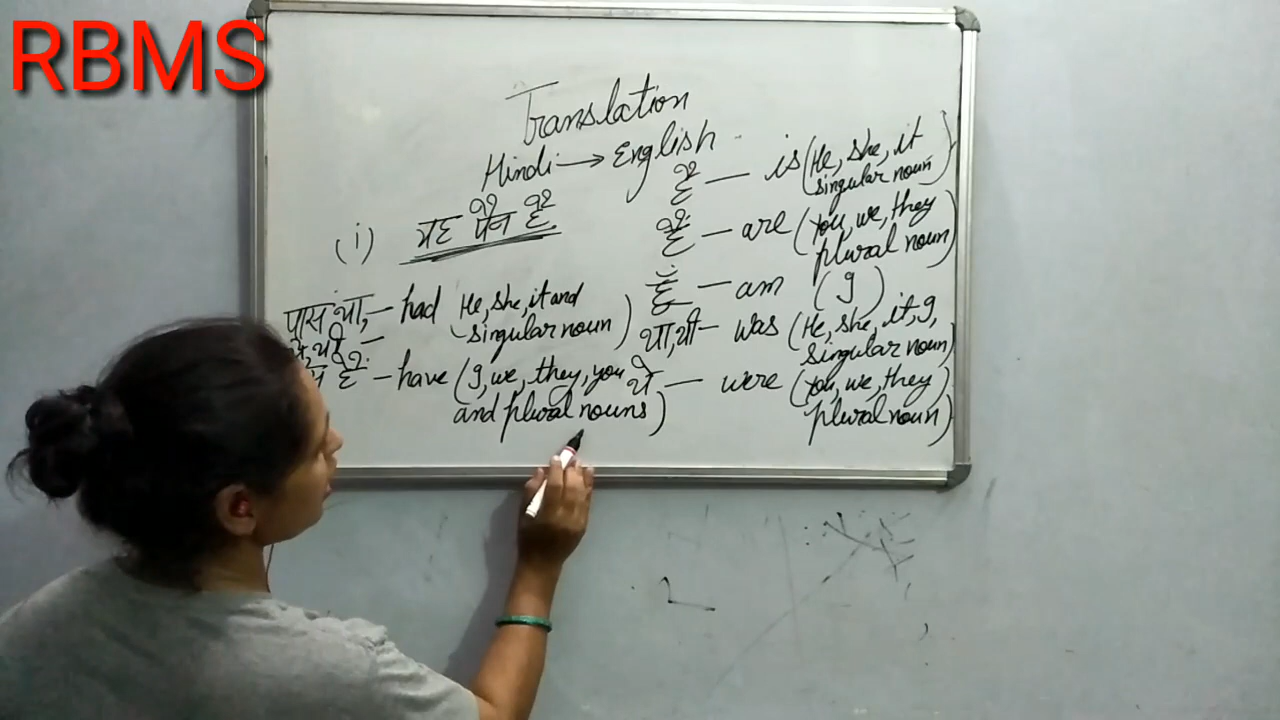 RBMS
Translation
Hindi → English
(i) यह पेन है
है — is (He, she, it
singular noun)
हैं — are (You, we, they
plural noun)
हूँ — am (I)
था, थी — was (He, she, it, I,
singular noun)
थे — were (You, we, they
plural noun)
पास था, — had He, she, it and
singular noun)
थे, थी —
है — have (I, we, they, you
and plural nouns)